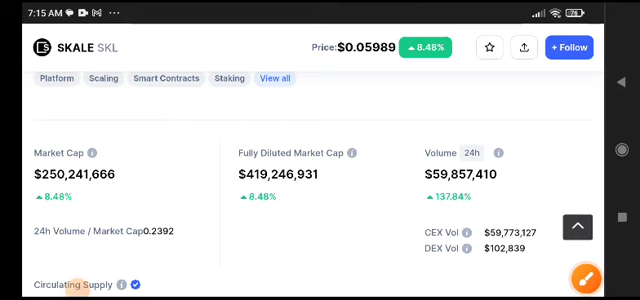 7:15 AM
76
SKALE SKL
Price:$0.05989
8.48%
+ Follow
Platform
Scaling
Smart Contracts
Staking
View all
Market Cap
Fully Diluted Market Cap
Volume 24h
$250,241,666
$419,246,931
$59,857,410
8.48%
8.48%
137.84%
24h Volume / Market Cap0.2392
CEX Vol $59,773,127
DEX Vol $102,839
Circulating Supply